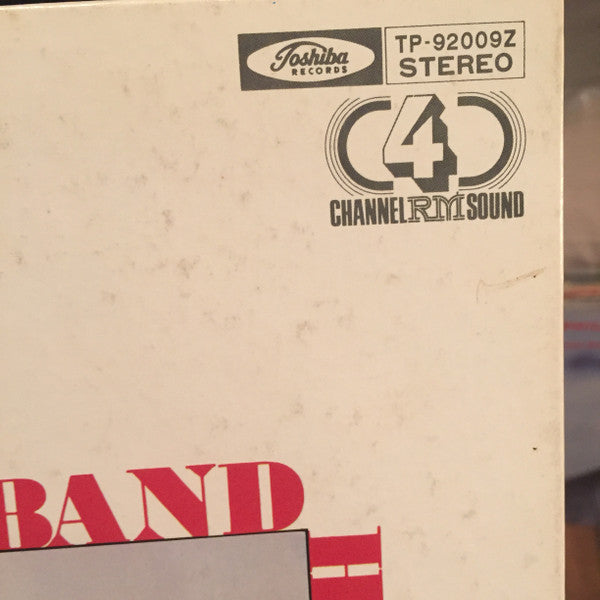 Toshiba
RECORDS
TP-92009Z
STEREO
4
CHANNEL RM SOUND
BAND